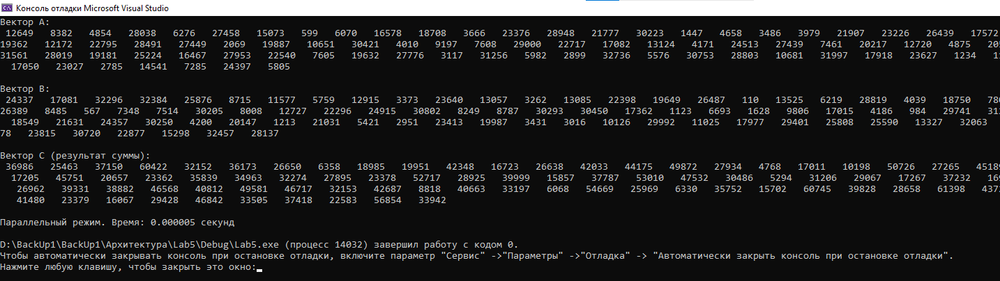 Консоль отладки Microsoft Visual Studio
Вектор A:
12649 8382 4854 28038 6276 27458 15073 599 6070 16578 18708 3666 23376 28948 21777 30223 1447 4658 3486 3979 21907 23226 26439 17572
19362 12172 22795 28491 27449 2069 19887 10651 30421 4010 9197 7608 29000 22717 17082 13124 4171 24513 27439 7461 20217 12720 4875
31561 28019 19181 25224 16467 27953 22540 7605 19632 27776 3117 31256 5982 2899 32736 5576 30753 28803 10681 31997 17918 23627 1234
17050 23027 2785 14541 7285 24397 5805
Вектор B:
24337 17081 32296 32384 25876 8715 11577 5759 12915 3373 23640 13057 3262 13085 22398 19649 26487 110 13525 6219 28819 4039 18750
26389 8485 567 7348 7514 30205 8008 12727 22296 24915 30802 8249 8787 30293 30450 17362 1123 6693 1628 9806 17015 4186 984 29741
18549 21631 24357 30250 4200 20147 1213 21031 5421 2951 23413 19987 3431 3016 10126 29992 11025 17977 29401 25808 25590 13327 32063
78 23815 30720 22877 15298 32457 28137
Вектор C (результат суммы):
36986 25463 37150 60422 32152 36173 26650 6358 18985 19951 42348 16723 26638 42033 44175 49872 27934 4768 17011 10198 50726 27265 45189
17205 45751 20657 23362 35839 34963 32274 27895 23378 52717 28925 39999 15857 37787 53010 47532 30486 5294 31206 29067 17267 37232
26962 39331 38882 46568 40812 49581 46717 32153 42687 8818 40663 33197 6068 54669 25969 6330 35752 15702 60745 39828 28658 61398
41480 23379 16067 29428 46842 33505 37418 22583 56854 33942
Параллельный режим. Время: 0.000005 секунд
D:\BackUp1\BackUp1\Архитектура\Lab5\Debug\Lab5.exe (процесс 14032) завершил работу с кодом 0.
Чтобы автоматически закрывать консоль при остановке отладки, включите параметр "Сервис" ->"Параметры" ->"Отладка" -> "Автоматически закрыть консоль при остановке отладки".
Нажмите любую клавишу, чтобы закрыть это окно: